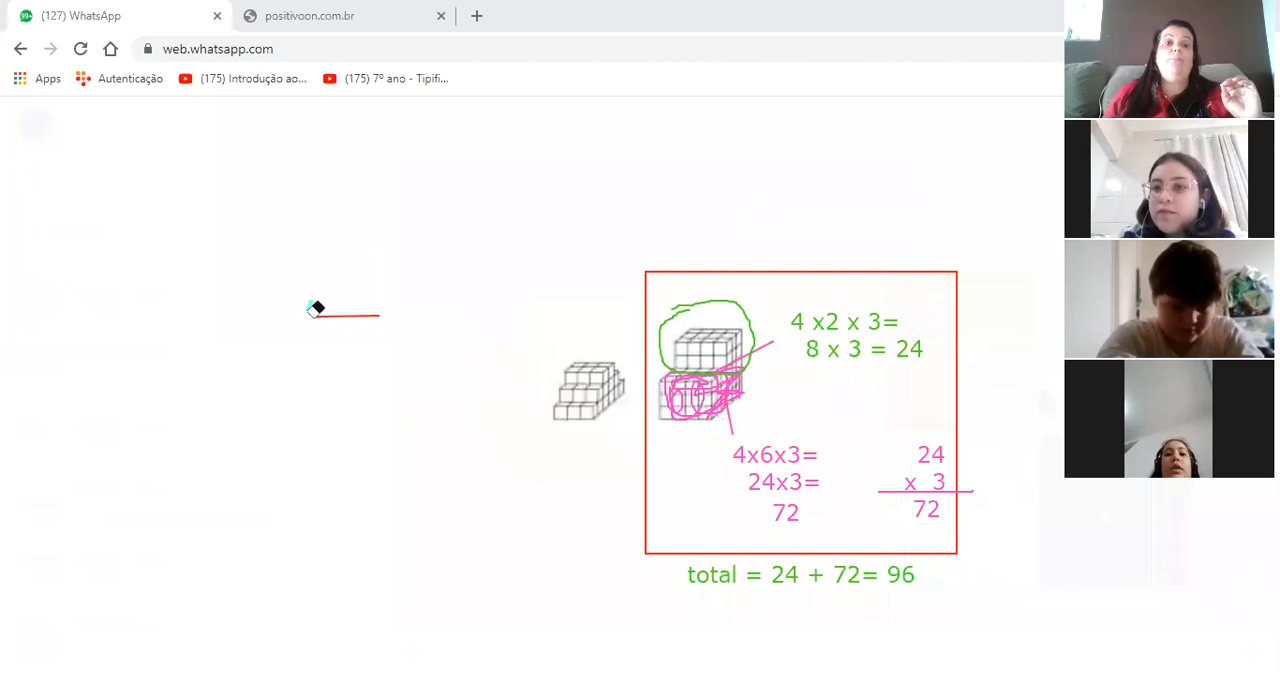 99+ (127) WhatsApp
positivoon.com.br
web.whatsapp.com
Apps
Autenticação
(175) Introdução ao...
(175) 7º ano - Tipifi...
4 x2 x 3=
8 x 3 = 24
4x6x3=
24x3=
72
24
x 3
72
total = 24 + 72= 96